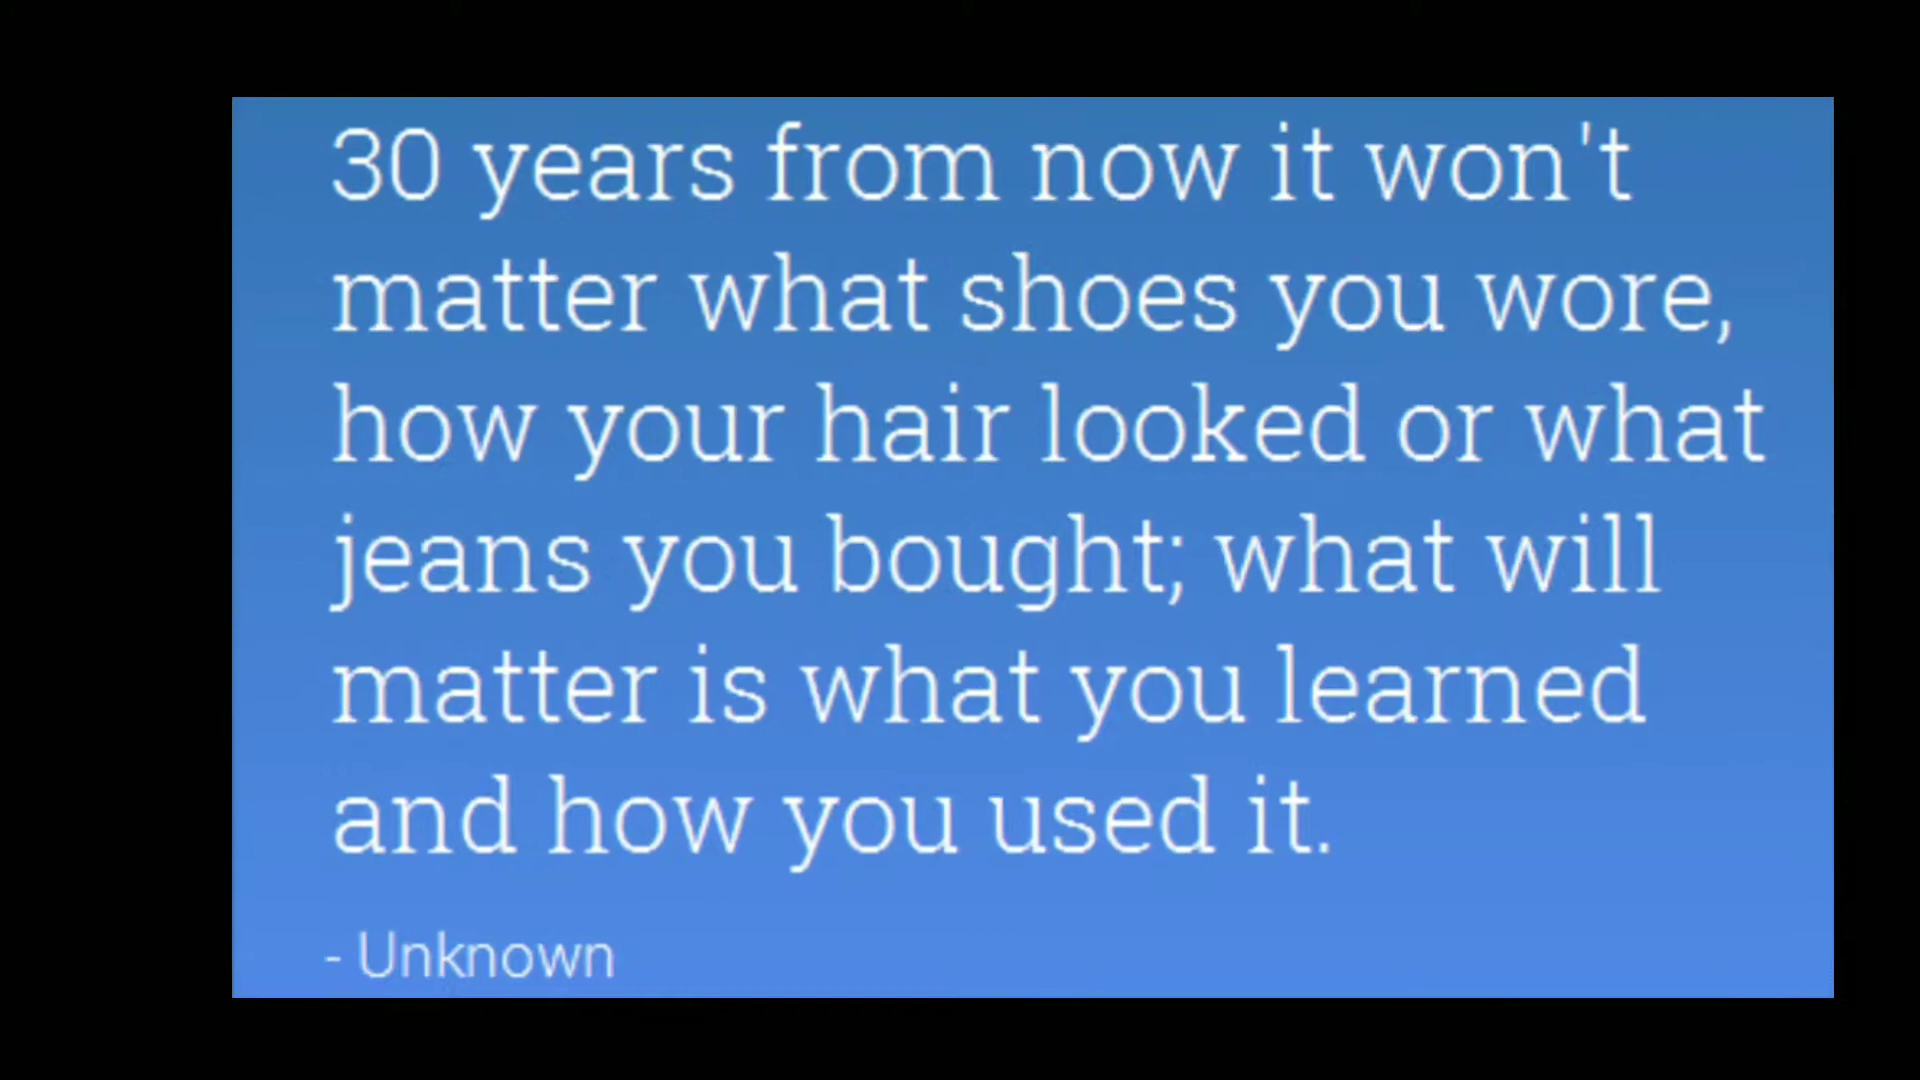 30 years from now it won't
matter what shoes you wore,
how your hair looked or what
jeans you bought; what will
matter is what you learned
and how you used it.
- Unknown